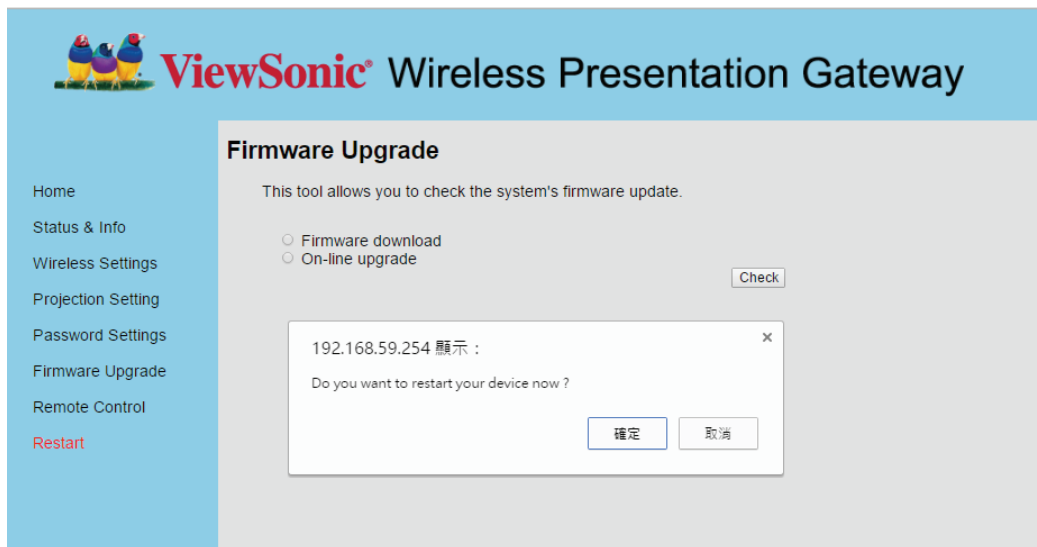 ViewSonic® Wireless Presentation Gateway
Firmware Upgrade
Home
This tool allows you to check the system's firmware update.
Status & Info
Firmware download
Wireless Settings
On-line upgrade
Check
Projection Setting
Password Settings
192.168.59.254 顯示：
×
Firmware Upgrade
Do you want to restart your device now ?
Remote Control
確定
取消
Restart